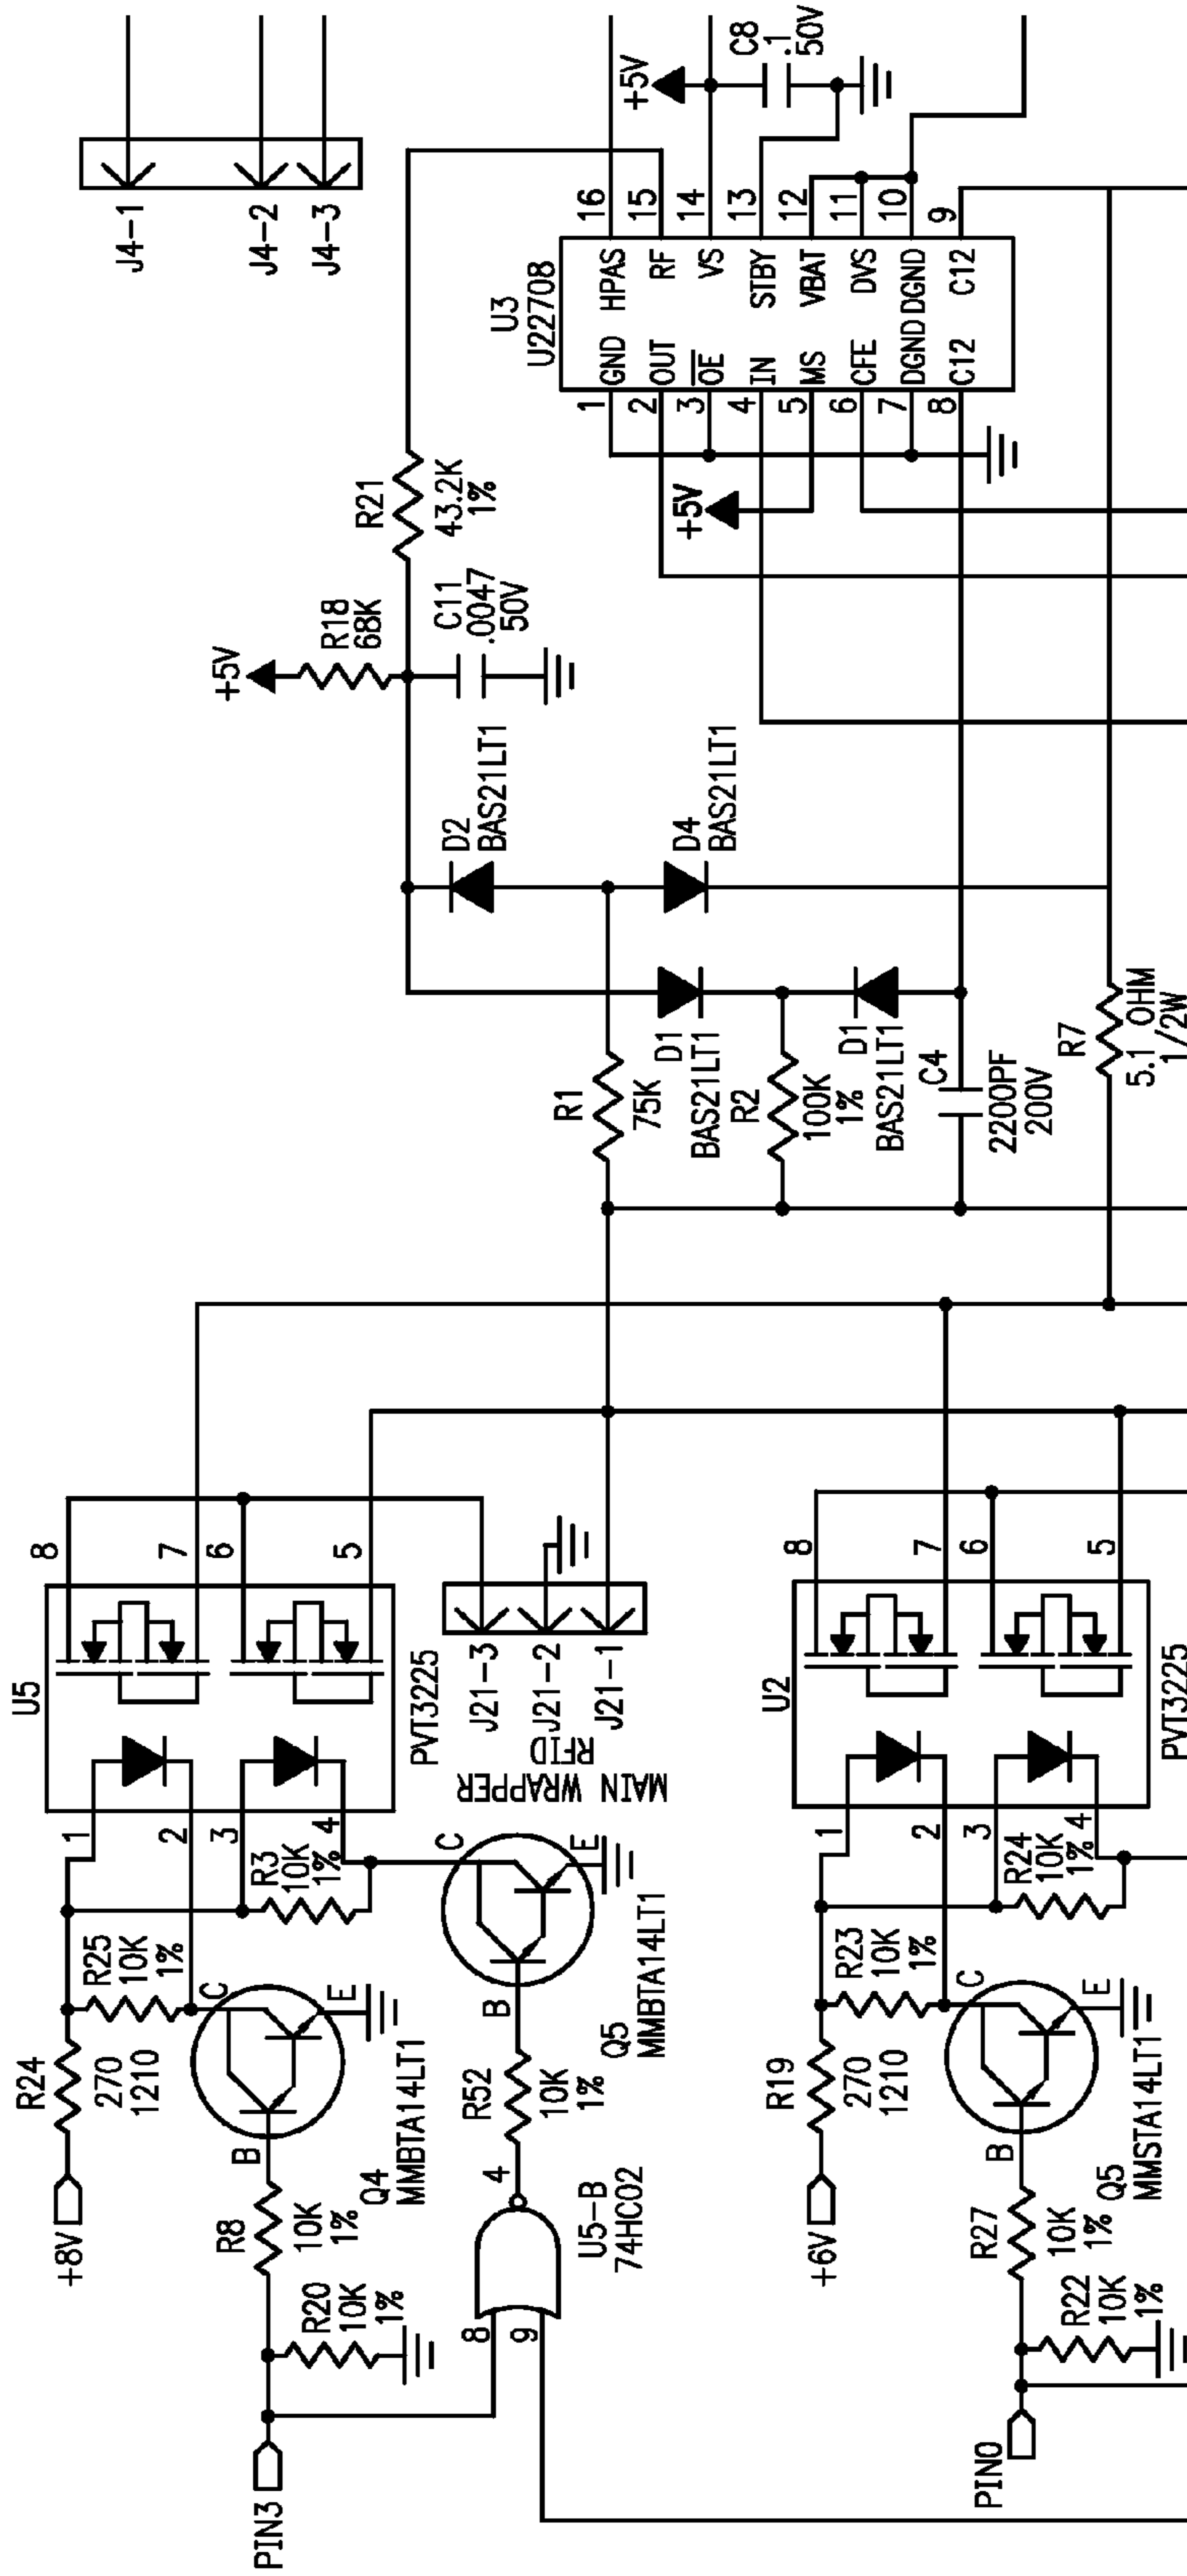 J4-1
J4-2
J4-3
+5V
C8
.1
50V
U3
U22708
1
2
3
4
5
6
7
8
GND
OUT
OE
IN
MS
CFE
DGND
C12
HPAS
RF
VS
STBY
VBAT
DVS
DGND
C12
16
15
14
13
12
11
10
9
+5V
R21
43.2K
1%
+5V
R18
68K
C11
.0047
50V
D2
BAS21LT1
D4
BAS21LT1
D1
BAS21LT1
D1
BAS21LT1
R1
75K
R2
100K
1%
C4
2200PF
200V
R7
5.1 OHM
1/2W
U5
8
7
6
5
1
2
3
4
PVT3225
J21-3
J21-2
J21-1
RFID
MAIN WRAPPER
+8V
R24
270
1210
R25
10K
1%
R3
10K
1%
C
B
E
Q4
MMBTA14LT1
R8
10K
1%
R20
10K
1%
PIN3
8
9
4
U5-B
74HC02
R52
10K
1%
C
B
E
Q5
MMBTA14LT1
U2
8
7
6
5
1
2
3
4
PVT3225
+6V
R19
270
1210
R23
10K
1%
R24
10K
1%
C
B
E
Q5
MMSTA14LT1
R27
10K
1%
R22
10K
1%
PIN0